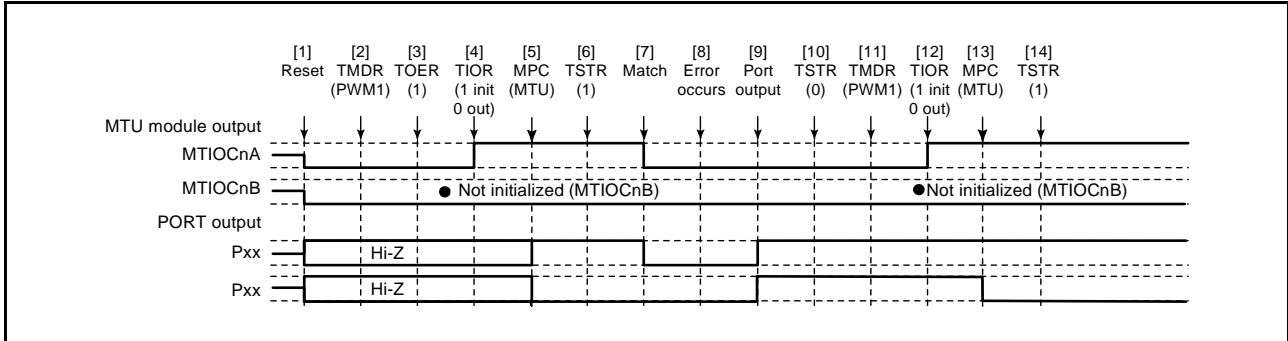 [1] [2] [3] [4] [5] [6] [7] [8] [9] [10] [11] [12] [13] [14]
Reset TMDR TOER TIOR MPC TSTR Match Error Port TSTR TMDR TIOR MPC TSTR
(PWM1) (1) (1 init (MTU) (1) occurs output (0) (PWM1) (1 init (MTU) (1)
0 out) 0 out)
MTU module output
MTIOCnA
MTIOCnB ● Not initialized (MTIOCnB) ●Not initialized (MTIOCnB)
PORT output
Pxx Hi-Z
Pxx Hi-Z